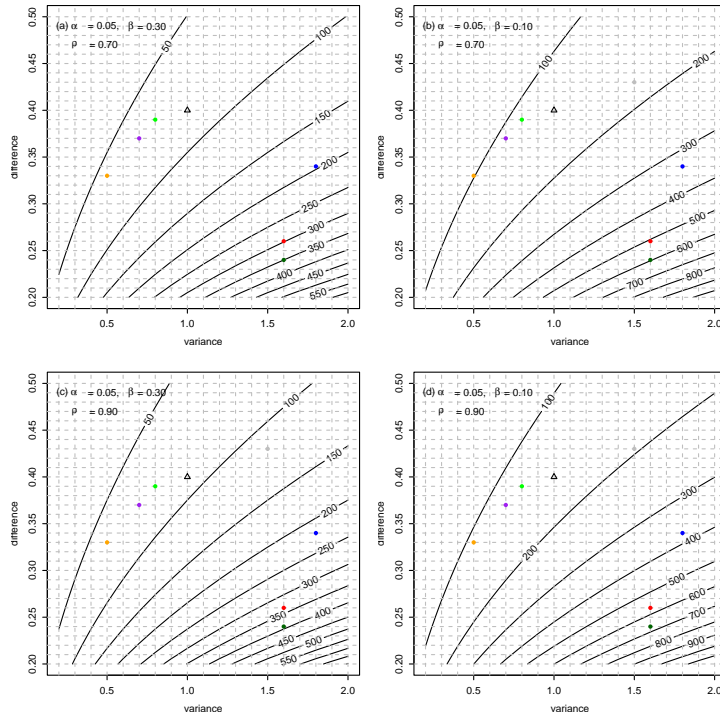 (a) α = 0.05, β = 0.30
ρ = 0.70
50
100
150
200
250
300
350
400
450
550
0.20 0.25 0.30 0.35 0.40 0.45 0.50
difference
0.5 1.0 1.5 2.0
variance
(b) α = 0.05, β = 0.10
ρ = 0.70
100
200
300
400
500
600
700
800
0.20 0.25 0.30 0.35 0.40 0.45 0.50
difference
0.5 1.0 1.5 2.0
variance
(c) α = 0.05, β = 0.30
ρ = 0.90
50
100
150
200
250
300
350
400
450
500
550
0.20 0.25 0.30 0.35 0.40 0.45 0.50
difference
0.5 1.0 1.5 2.0
variance
(d) α = 0.05, β = 0.10
ρ = 0.90
100
200
300
400
500
600
700
800
900
0.20 0.25 0.30 0.35 0.40 0.45 0.50
difference
0.5 1.0 1.5 2.0
variance